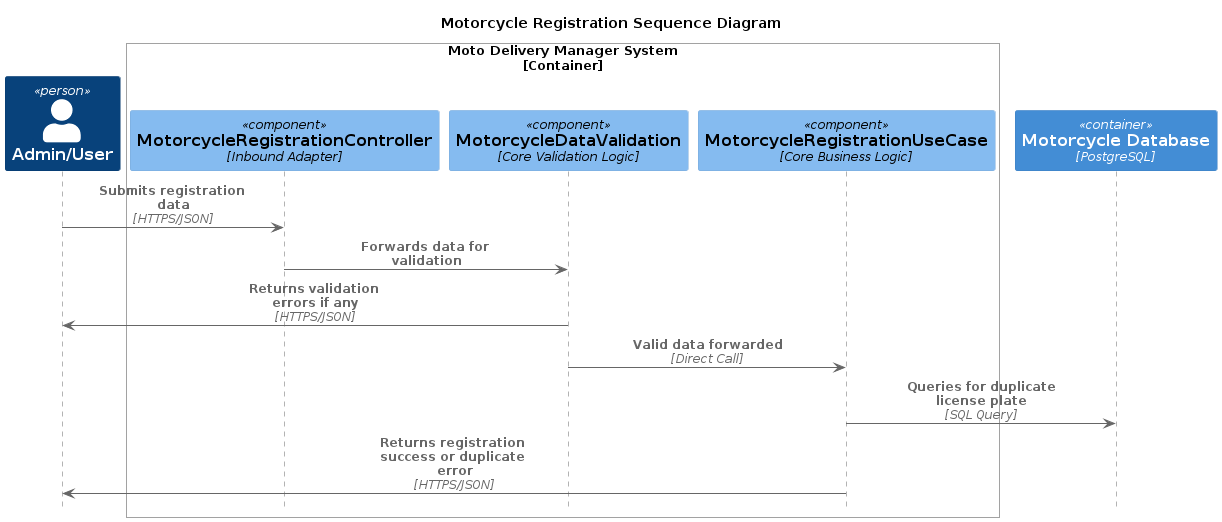 Motorcycle Registration Sequence Diagram
Moto Delivery Manager System
[Container]
«person»
Admin/User
«component»
MotorcycleRegistrationController
[Inbound Adapter]
«component»
MotorcycleDataValidation
[Core Validation Logic]
«component»
MotorcycleRegistrationUseCase
[Core Business Logic]
«container»
Motorcycle Database
[PostgreSQL]
Submits registration
data
[HTTPS/JSON]
Forwards data for
validation
Returns validation
errors if any
[HTTPS/JSON]
Valid data forwarded
[Direct Call]
Queries for duplicate
license plate
[SQL Query]
Returns registration
success or duplicate
error
[HTTPS/JSON]